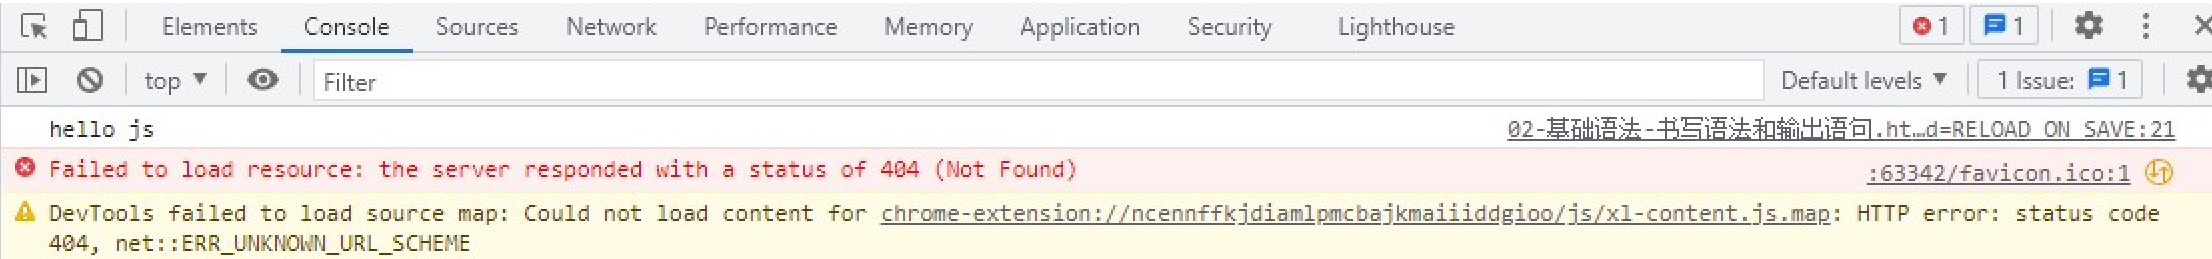 Elements Console Sources Network Performance Memory Application Security Lighthouse 1 1
top Filter Default levels 1 Issue: 1
hello js 02-基础语法-书写语法和输出语句.ht…d=RELOAD_ON_SAVE:21
Failed to load resource: the server responded with a status of 404 (Not Found) :63342/favicon.ico:1
DevTools failed to load source map: Could not load content for chrome-extension://ncennffkjdiamlpmcbajkmaiiiddgioo/js/xl-content.js.map: HTTP error: status code
404, net::ERR_UNKNOWN_URL_SCHEME